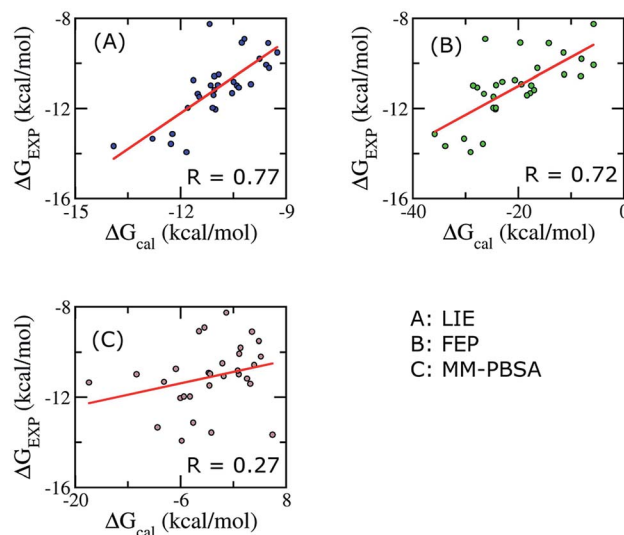 -8
(A)
-12
ΔG_EXP (kcal/mol)
R = 0.77
-16
-15
-12
-9
ΔG_cal (kcal/mol)
-8
(B)
-12
ΔG_EXP (kcal/mol)
R = 0.72
-16
-40
-20
0
ΔG_cal (kcal/mol)
-8
(C)
-12
ΔG_EXP (kcal/mol)
R = 0.27
-16
-20
-6
8
ΔG_cal (kcal/mol)
A: LIE
B: FEP
C: MM-PBSA